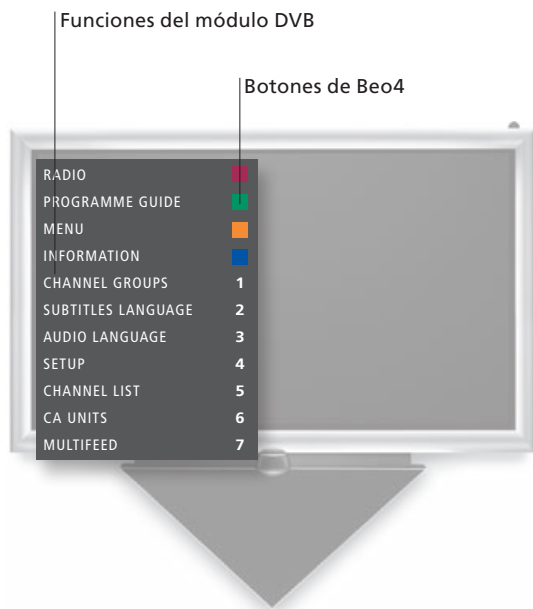 Funciones del módulo DVB
Botones de Beo4
RADIO
PROGRAMME GUIDE
MENU
INFORMATION
CHANNEL GROUPS 1
SUBTITLES LANGUAGE 2
AUDIO LANGUAGE 3
SETUP 4
CHANNEL LIST 5
CA UNITS 6
MULTIFEED 7